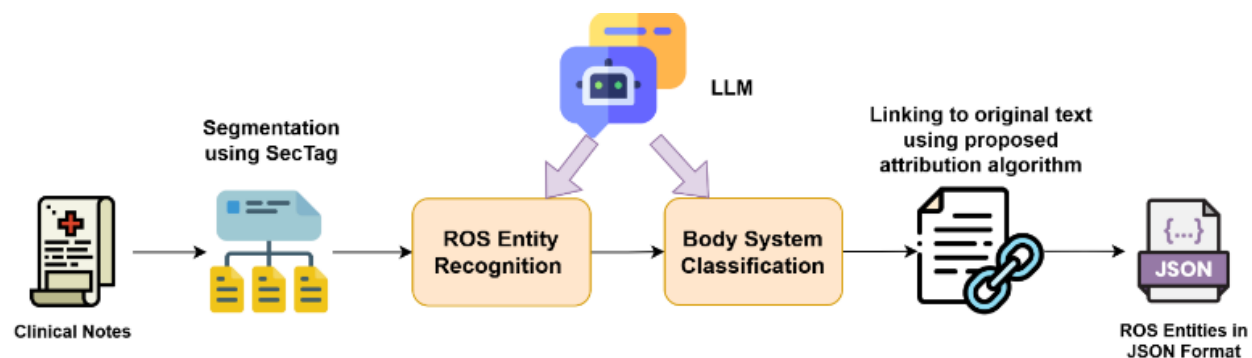 LLM
Segmentation
using SecTag
Linking to original text
using proposed
attribution algorithm
ROS Entity
Recognition
Body System
Classification
{...}
JSON
Clinical Notes
ROS Entities in
JSON Format